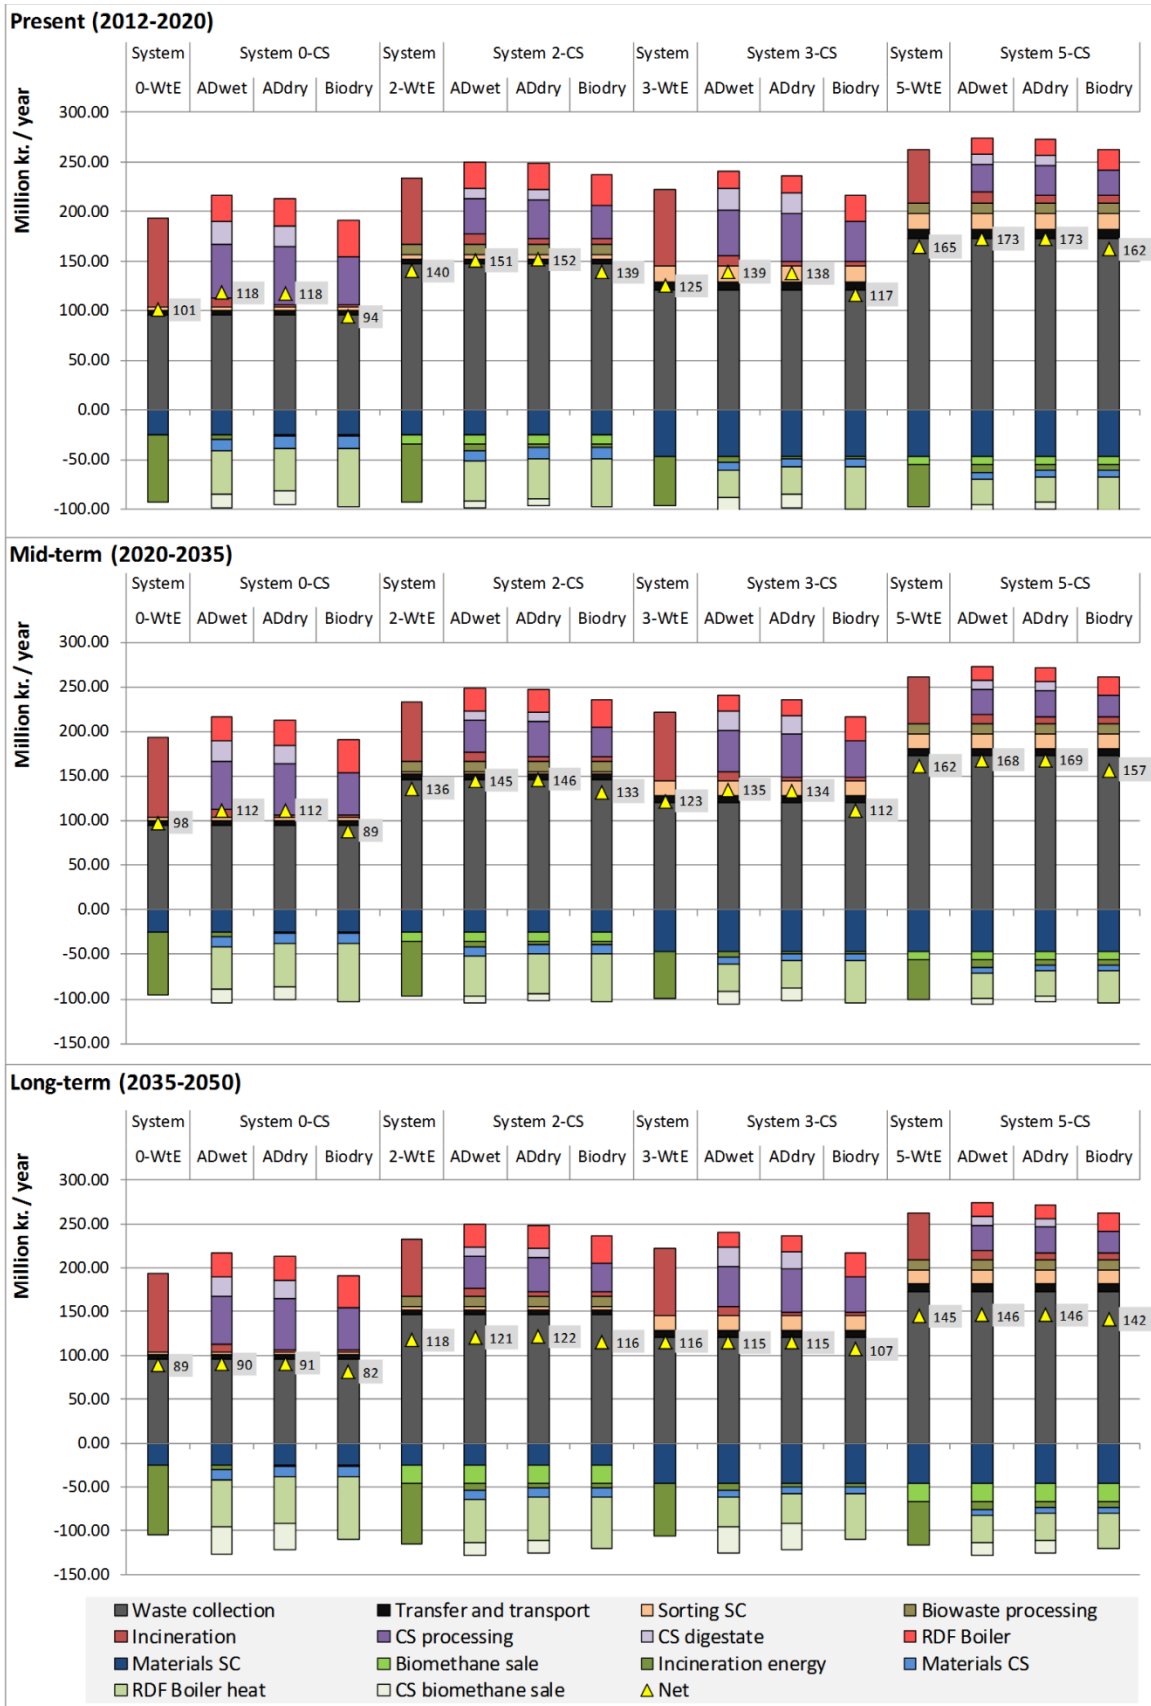 Present (2012-2020)
System System 0-CS System System 2-CS System System 3-CS System System 5-CS
0-WtE ADwet ADdry Biodry 2-WtE ADwet ADdry Biodry 3-WtE ADwet ADdry Biodry 5-WtE ADwet ADdry Biodry
Million kr. / year
300.00
250.00
200.00
150.00
100.00
50.00
0.00
-50.00
-100.00
101 118 118 94 140 151 152 139 125 139 138 117 165 173 173 162
Mid-term (2020-2035)
System System 0-CS System System 2-CS System System 3-CS System System 5-CS
0-WtE ADwet ADdry Biodry 2-WtE ADwet ADdry Biodry 3-WtE ADwet ADdry Biodry 5-WtE ADwet ADdry Biodry
Million kr. / year
300.00
250.00
200.00
150.00
100.00
50.00
0.00
-50.00
-100.00
-150.00
98 112 112 89 136 145 146 133 123 135 134 112 162 168 169 157
Long-term (2035-2050)
System System 0-CS System System 2-CS System System 3-CS System System 5-CS
0-WtE ADwet ADdry Biodry 2-WtE ADwet ADdry Biodry 3-WtE ADwet ADdry Biodry 5-WtE ADwet ADdry Biodry
Million kr. / year
300.00
250.00
200.00
150.00
100.00
50.00
0.00
-50.00
-100.00
-150.00
89 90 91 82 118 121 122 116 116 115 115 107 145 146 146 142
Waste collection Transfer and transport Sorting SC Biowaste processing
Incineration CS processing CS digestate RDF Boiler
Materials SC Biomethane sale Incineration energy Materials CS
RDF Boiler heat CS biomethane sale Net